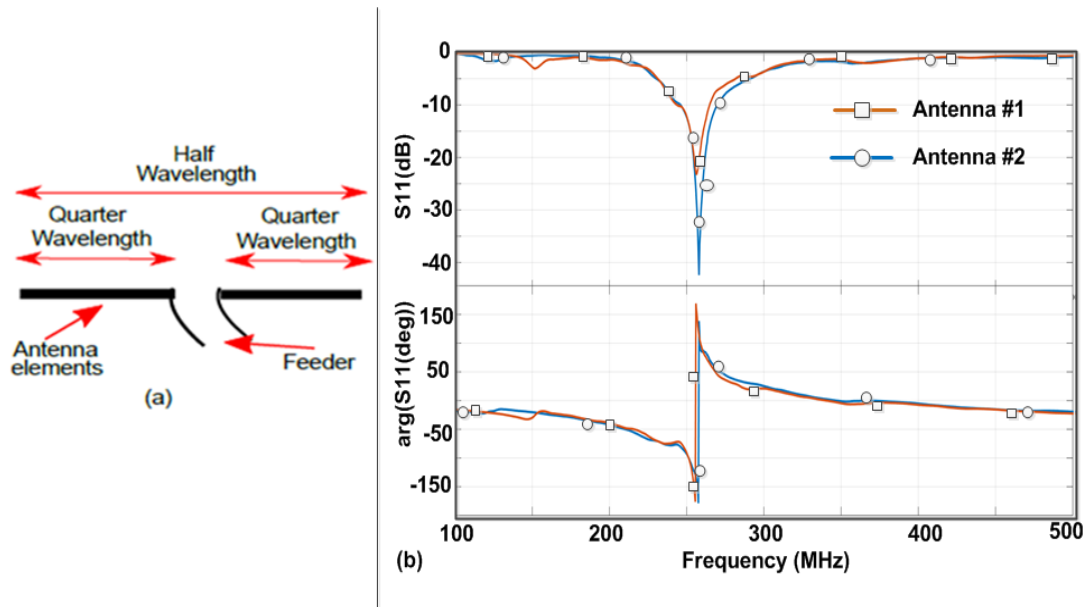 Half
Wavelength
Quarter
Wavelength
Quarter
Wavelength
Antenna
elements
Feeder
(a)
0
-10
-20
-30
-40
S11(dB)
Antenna #1
Antenna #2
150
50
-50
-150
arg(S11(deg)
100
200
300
400
500
Frequency (MHz)
(b)